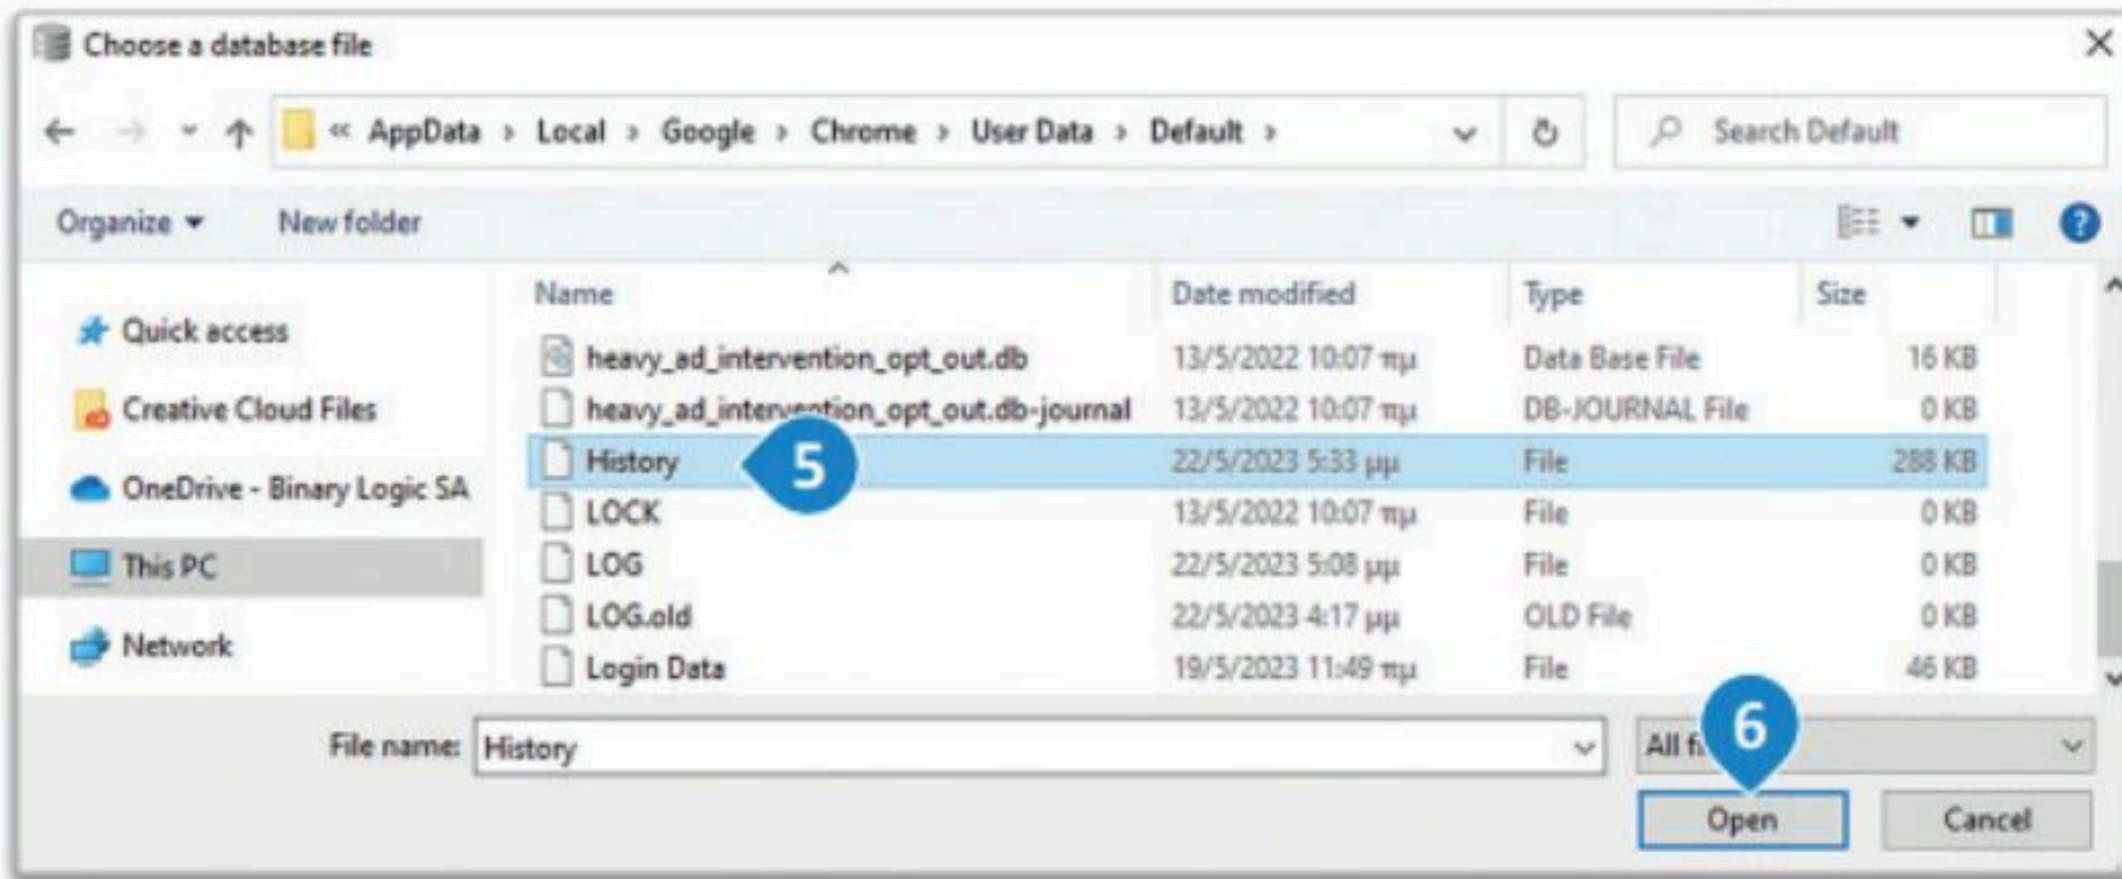 Choose a database file
« AppData › Local › Google › Chrome › User Data › Default ›
Search Default
Organize
New folder
?
Name
Date modified
Type
Size
Quick access
Creative Cloud Files
OneDrive - Binary Logic SA
This PC
Network
heavy_ad_intervention_opt_out.db 13/5/2022 10:07 πμ Data Base File 16 KB
heavy_ad_intervention_opt_out.db-journal 13/5/2022 10:07 πμ DB-JOURNAL File 0 KB
History 5 22/5/2023 5:33 μμ File 288 KB
LOCK 13/5/2022 10:07 πμ File 0 KB
LOG 22/5/2023 5:08 μμ File 0 KB
LOG.old 22/5/2023 4:17 μμ OLD File 0 KB
Login Data 19/5/2023 11:49 πμ File 46 KB
File name: History
All
6
Open
Cancel